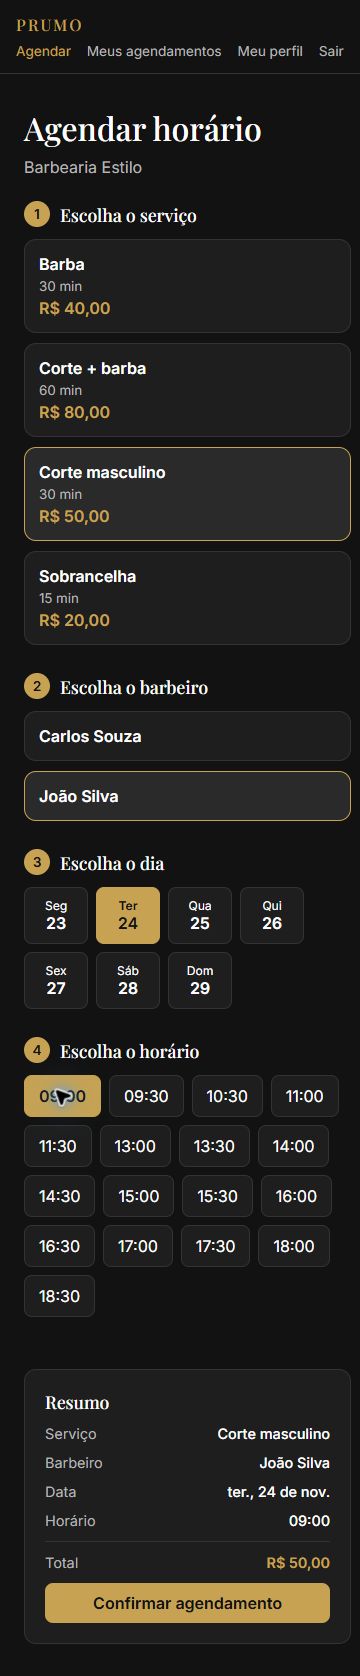 PRUMO
Agendar Meus agendamentos Meu perfil Sair
Agendar horário
Barbearia Estilo
1 Escolha o serviço
Barba
30 min
R$ 40,00
Corte + barba
60 min
R$ 80,00
Corte masculino
30 min
R$ 50,00
Sobrancelha
15 min
R$ 20,00
2 Escolha o barbeiro
Carlos Souza
João Silva
3 Escolha o dia
Seg Ter Qua Qui
23 24 25 26
Sex Sáb Dom
27 28 29
4 Escolha o horário
09:00 09:30 10:30 11:00
11:30 13:00 13:30 14:00
14:30 15:00 15:30 16:00
16:30 17:00 17:30 18:00
18:30
Resumo
Serviço Corte masculino
Barbeiro João Silva
Data ter., 24 de nov.
Horário 09:00
Total R$ 50,00
Confirmar agendamento